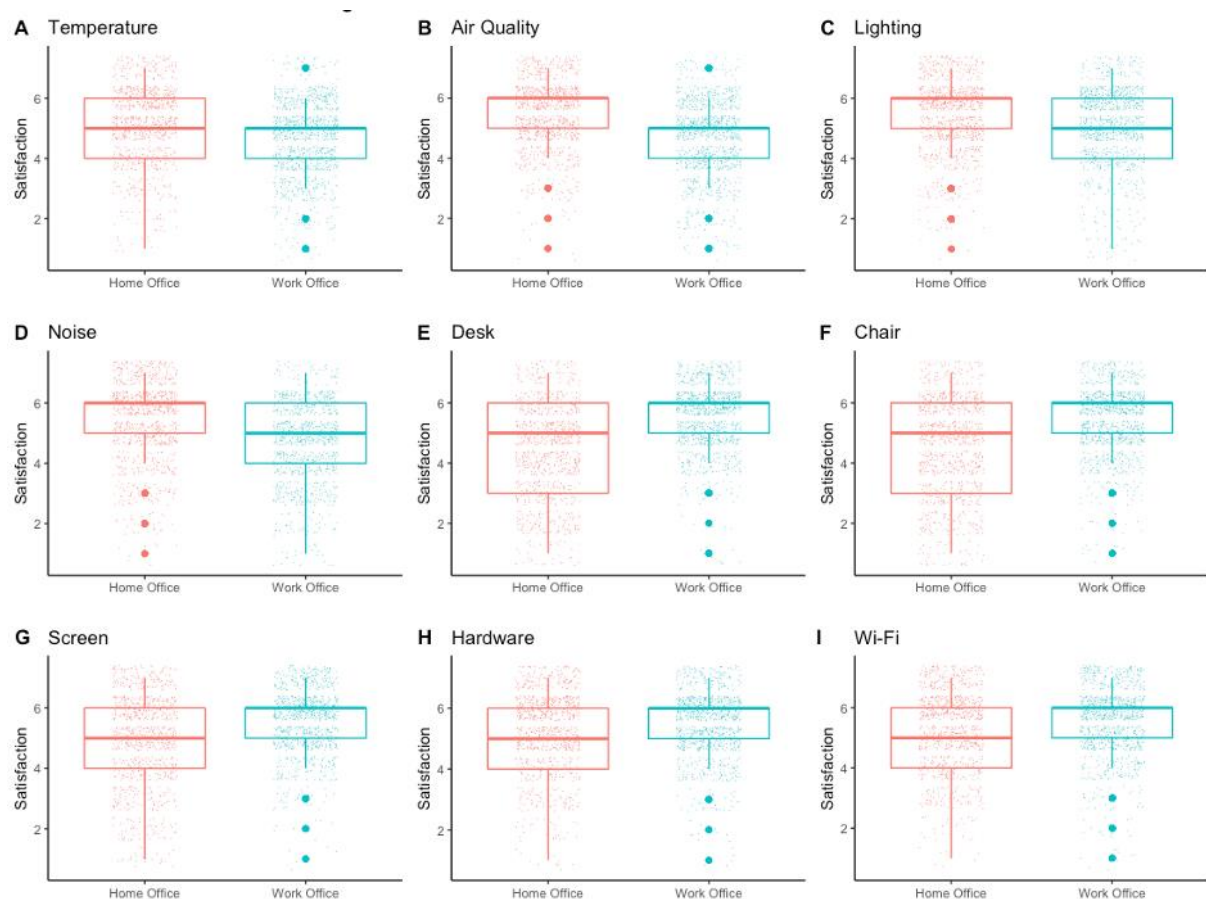 A Temperature
6
4
2
Satisfaction
Home Office
Work Office
B Air Quality
6
4
2
Satisfaction
Home Office
Work Office
C Lighting
6
4
2
Satisfaction
Home Office
Work Office
D Noise
6
4
2
Satisfaction
Home Office
Work Office
E Desk
6
4
2
Satisfaction
Home Office
Work Office
F Chair
6
4
2
Satisfaction
Home Office
Work Office
G Screen
6
4
2
Satisfaction
Home Office
Work Office
H Hardware
6
4
2
Satisfaction
Home Office
Work Office
I Wi-Fi
6
4
2
Satisfaction
Home Office
Work Office